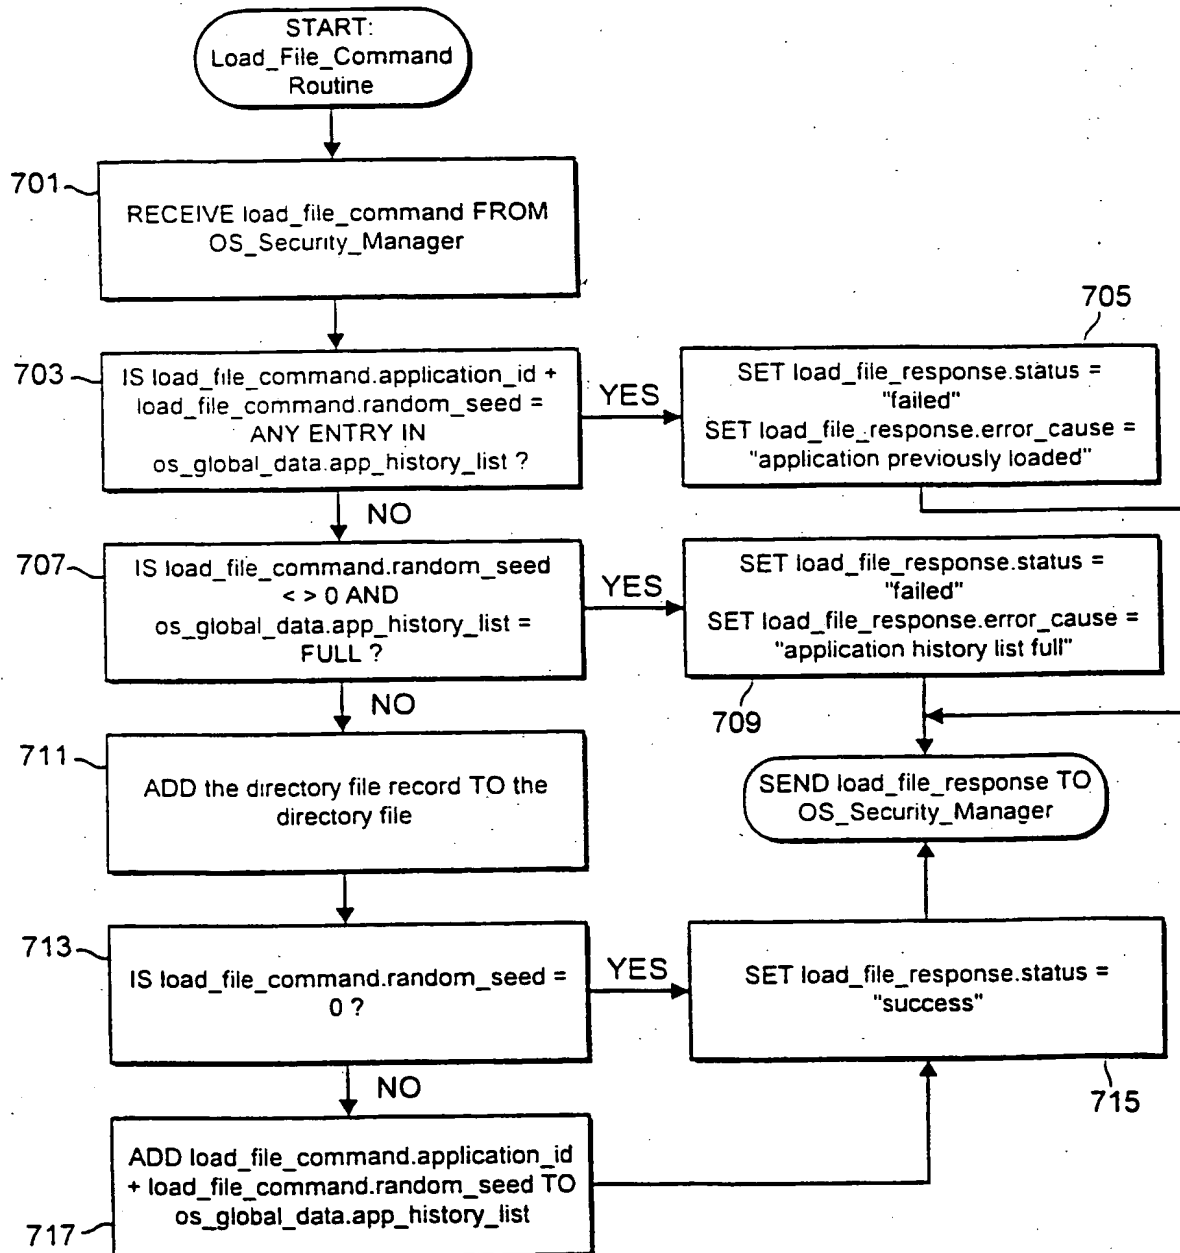 START:
Load_File_Command
Routine
701
RECEIVE load_file_command FROM
OS_Security_Manager
703
IS load_file_command.application_id +
load_file_command.random_seed =
ANY ENTRY IN
os_global_data.app_history_list ?
YES
705
SET load_file_response.status =
"failed"
SET load_file_response.error_cause =
"application previously loaded"
NO
707
IS load_file_command.random_seed
< > 0 AND
os_global_data.app_history_list =
FULL ?
YES
SET load_file_response.status =
"failed"
SET load_file_response.error_cause =
"application history list full"
709
NO
711
ADD the directory file record TO the
directory file
SEND load_file_response TO
OS_Security_Manager
713
IS load_file_command.random_seed =
0 ?
YES
SET load_file_response.status =
"success"
715
NO
ADD load_file_command.application_id
+ load_file_command.random_seed TO
os_global_data.app_history_list
717